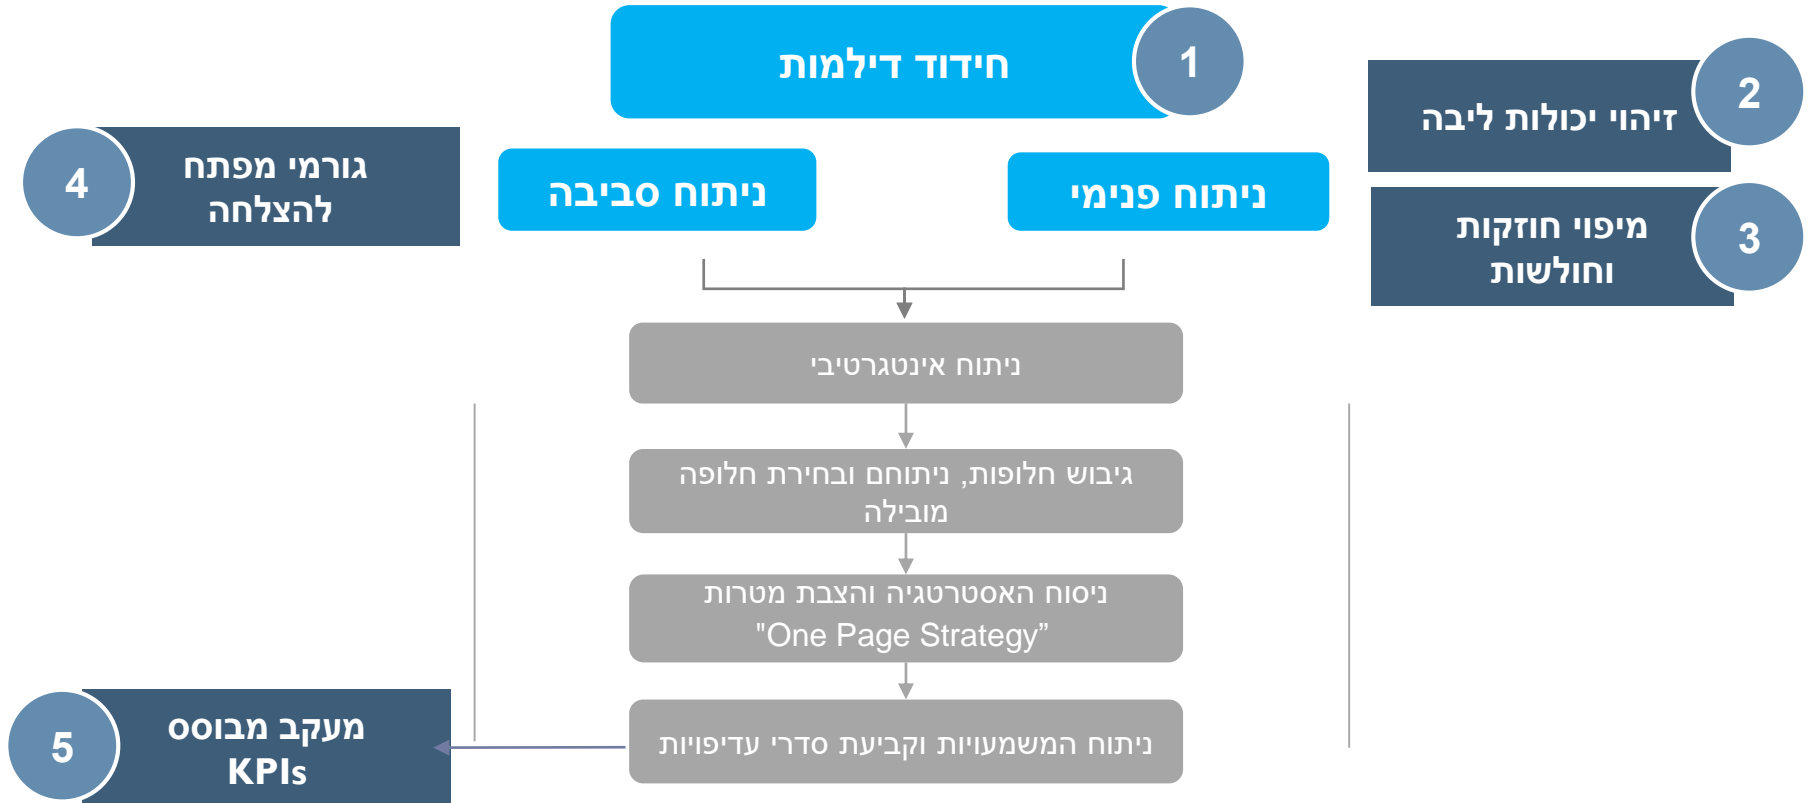 חידוד דילמות
1
2
זיהוי יכולות ליבה
3
מיפוי חוזקות
וחולשות
ניתוח פנימי
ניתוח סביבה
4
גורמי מפתח
להצלחה
ניתוח אינטגרטיבי
גיבוש חלופות, ניתוחם ובחירת חלופה
מובילה
ניסוח האסטרטגיה והצבת מטרות
"One Page Strategy”
ניתוח המשמעויות וקביעת סדרי עדיפויות
5
מעקב מבוסס
KPIs